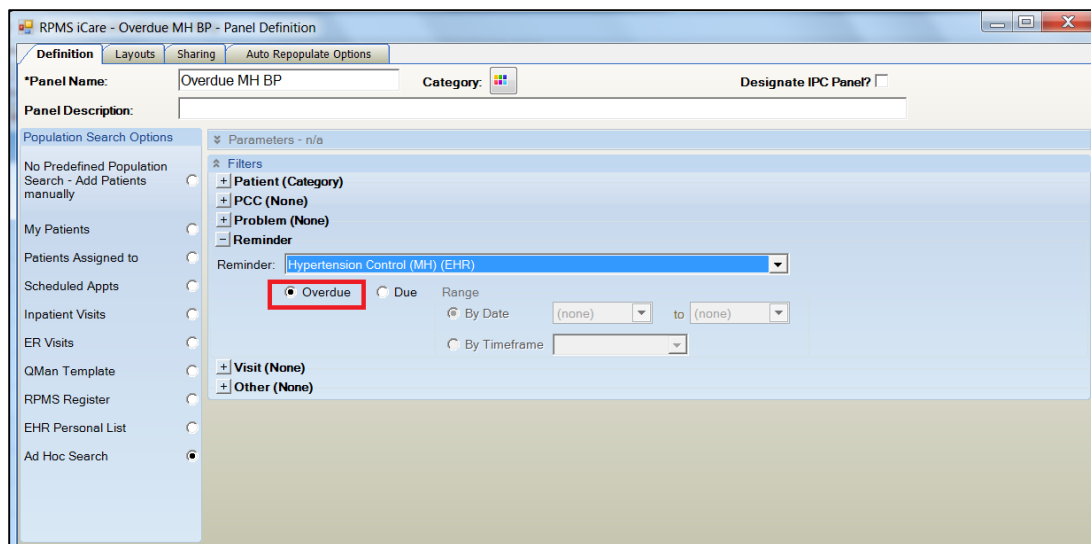 RPMS iCare - Overdue MH BP - Panel Definition
Definition Layouts Sharing Auto Repopulate Options
*Panel Name: Overdue MH BP Category: Designate IPC Panel?
Panel Description:
Population Search Options
No Predefined Population
Search - Add Patients
manually
My Patients
Patients Assigned to
Scheduled Appts
Inpatient Visits
ER Visits
QMan Template
RPMS Register
EHR Personal List
Ad Hoc Search
Parameters - n/a
Filters
Patient (Category)
PCC (None)
Problem (None)
Reminder
Reminder: Hypertension Control (MH) (EHR)
Overdue Due Range
By Date (none) to (none)
By Timeframe
Visit (None)
Other (None)